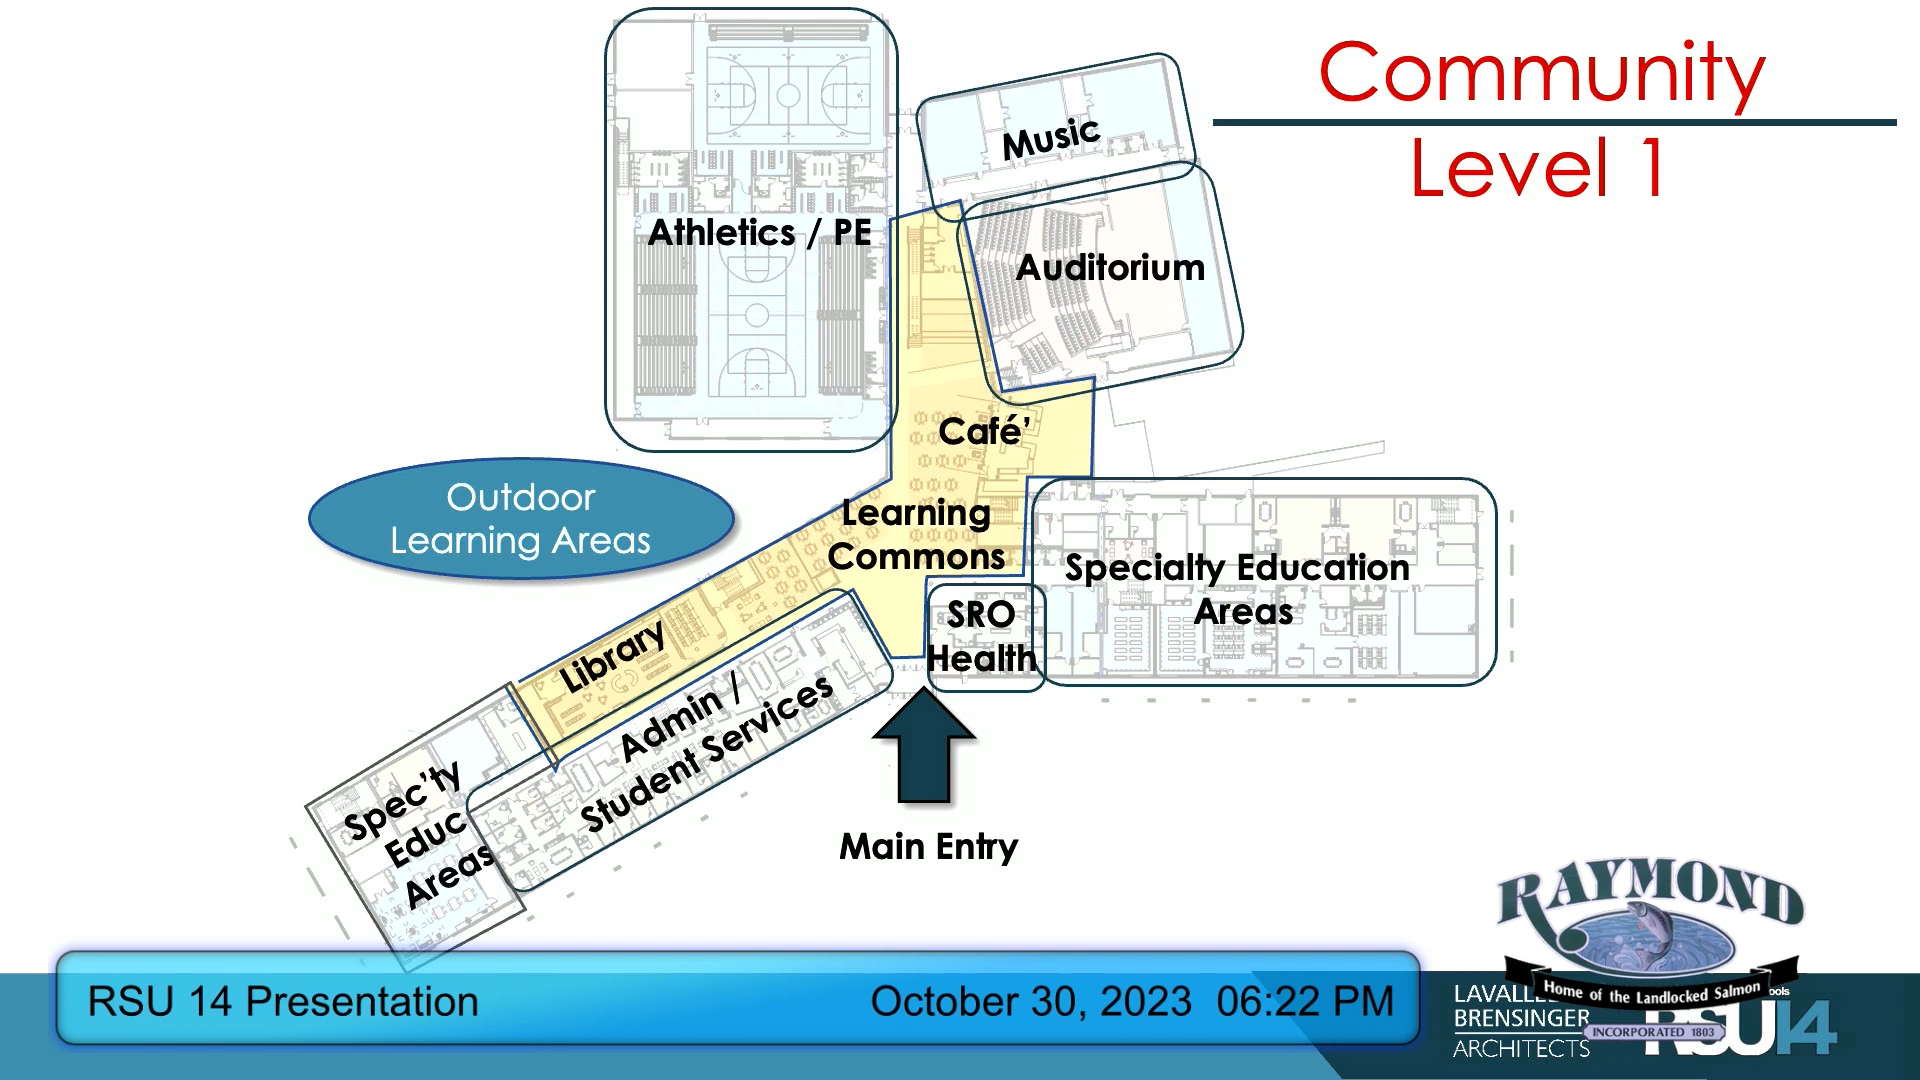 Community
Level 1
Music
Athletics / PE
Auditorium
Café’
Outdoor
Learning Areas
Learning
Commons
Specialty Education
Areas
SRO
Health
Library
Admin /
Student Services
Spec’ty
Educ
Areas
Main Entry
RAYMOND
Home of the Landlocked Salmon
INCORPORATED 1803
RSU 14 Presentation
October 30, 2023 06:22 PM
BRENSINGER
ARCHITECTS
RSU14